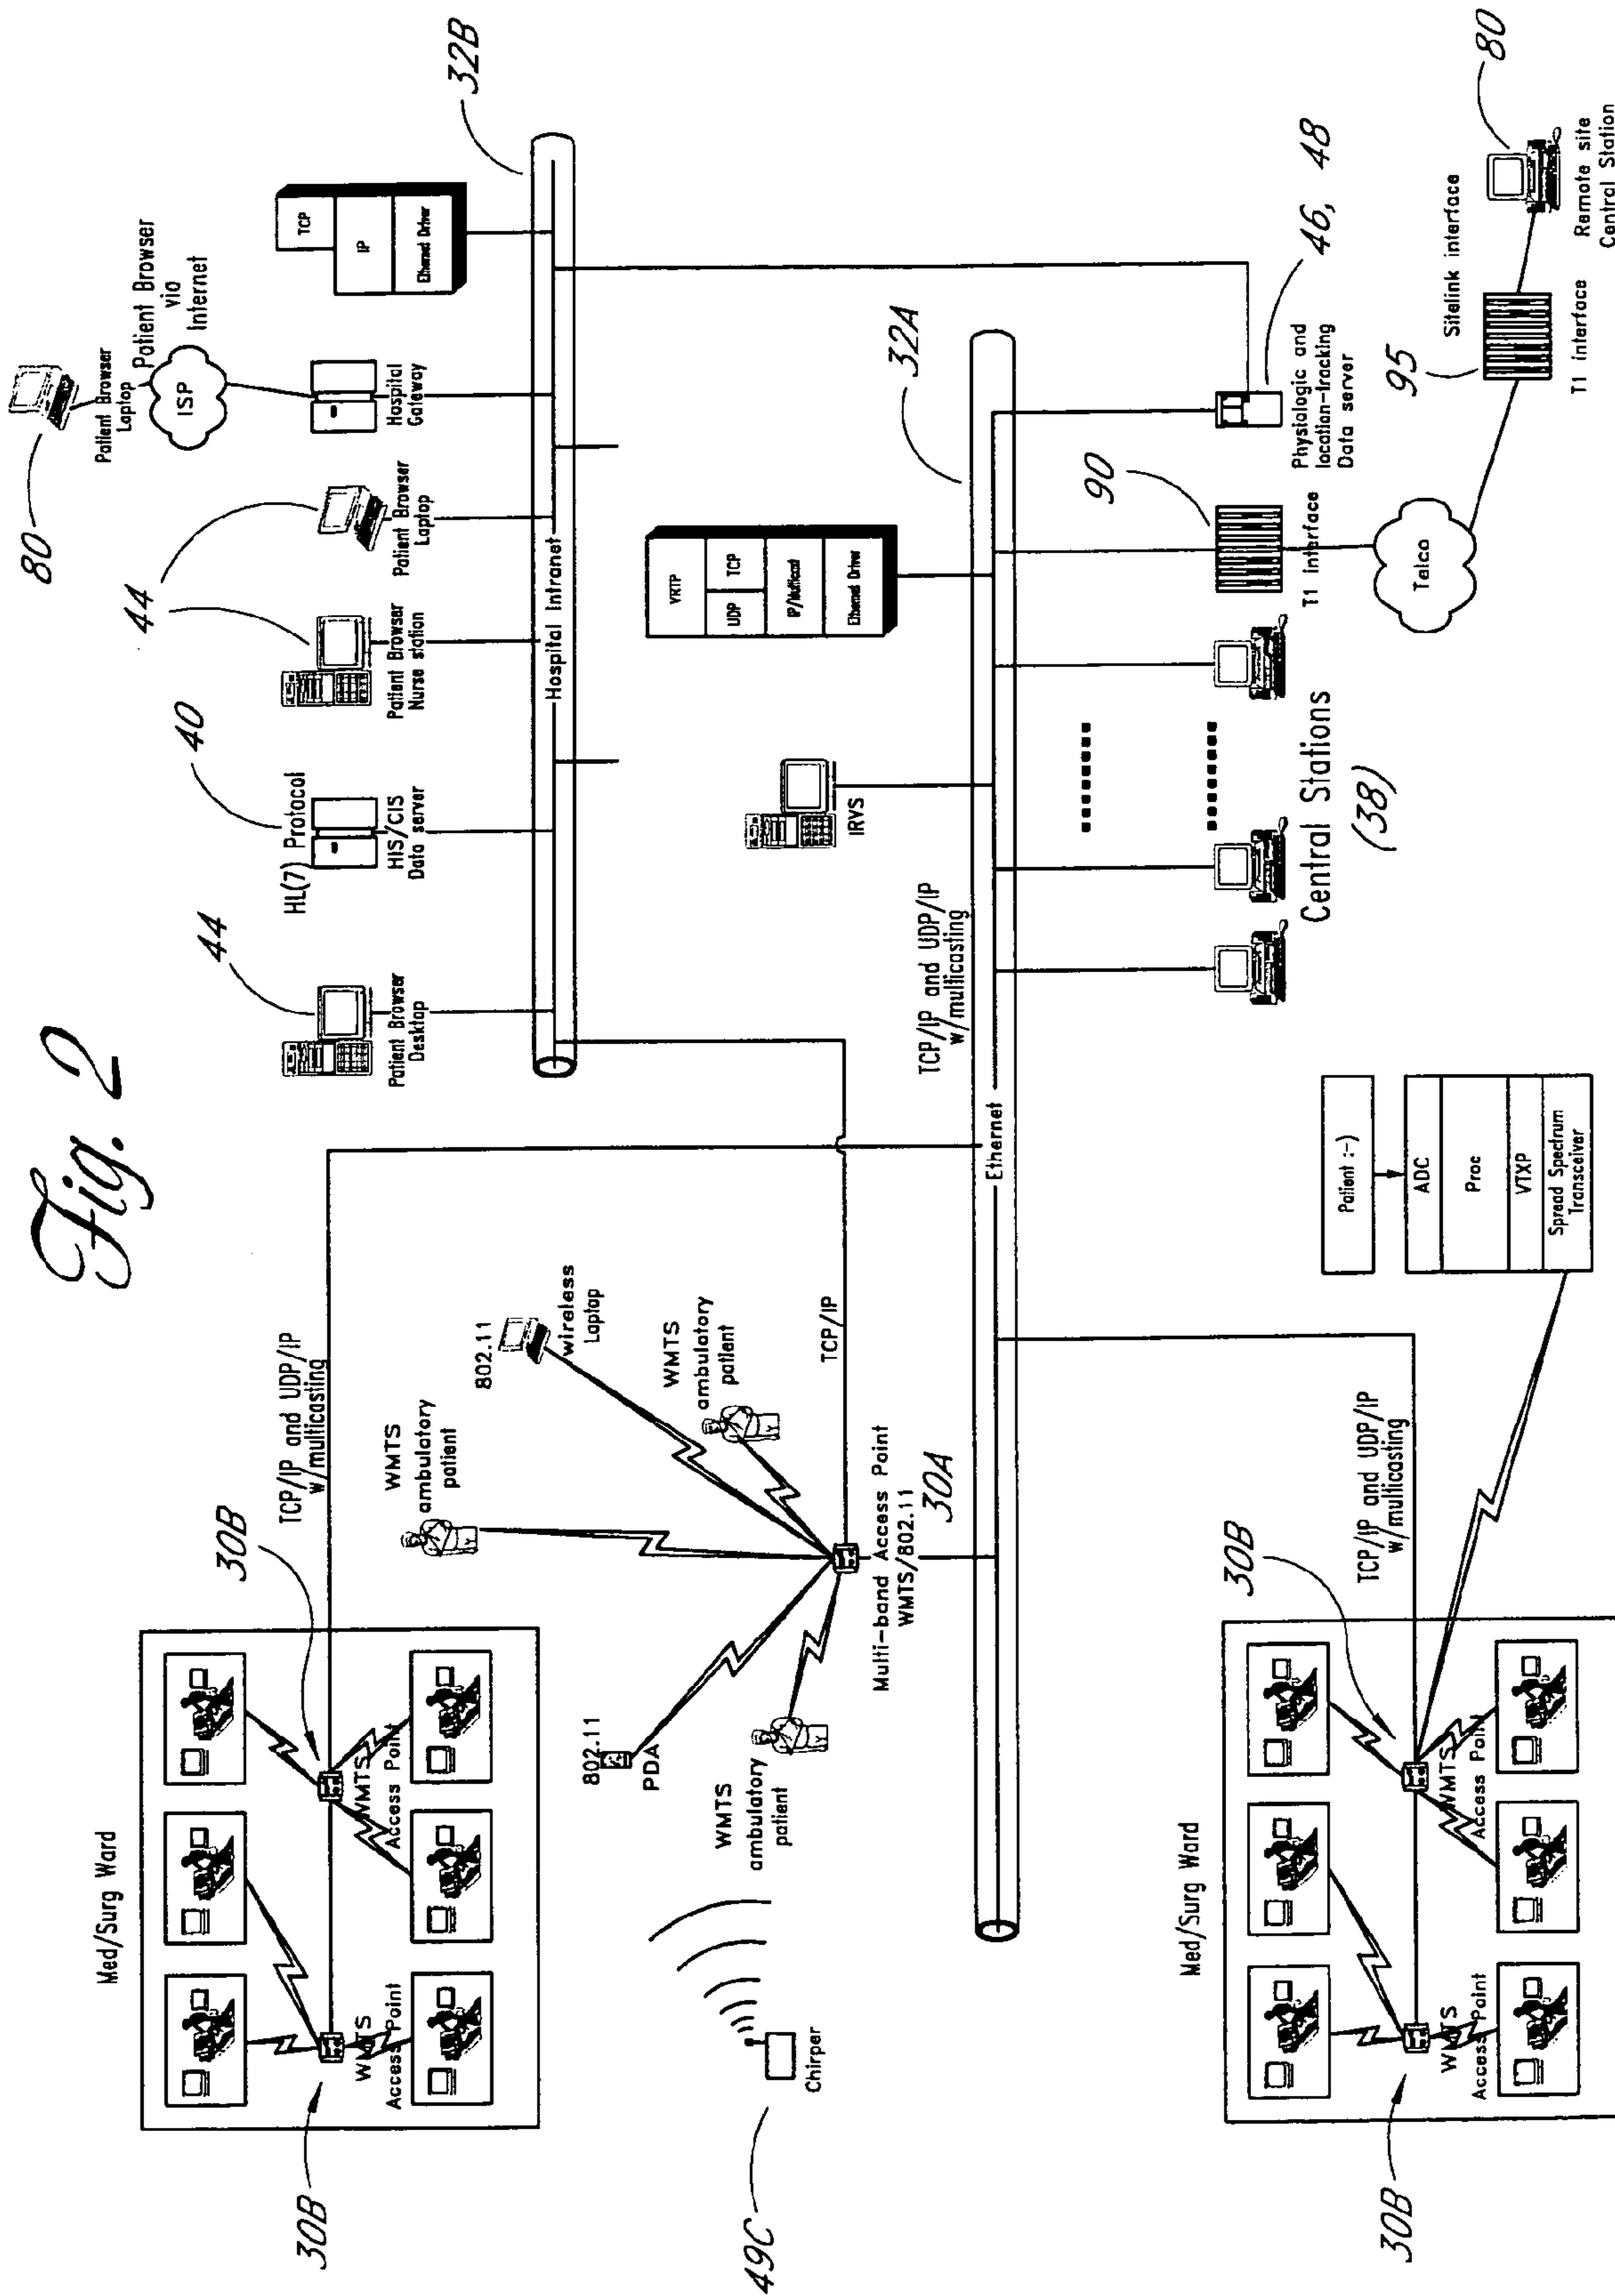 Fig. 2
80
Patient Browser
Laptop
ISP
Patient Browser
via
Internet
44
44
40
HL(7) Protocol
Patient Browser
Desktop
HIS/CIS
Data server
Patient Browser
Nurse station
Patient Browser
Laptop
Hospital
Gateway
TCP
IP
Ethernet Driver
32B
Hospital Intranet
Med/Surg Ward
30B
30B
WMTS
Access Point
WMTS
Access Point
TCP/IP and UDP/IP
w/multicasting
WMTS
ambulatory
patient
802.11
wireless
Laptop
802.11
PDA
WMTS
ambulatory
patient
WMTS
ambulatory
patient
TCP/IP
Multi-band Access Point
WMTS/802.11
30A
49C
Chirper
VRTP
UDP
TCP
IP/Multicast
Ethernet Driver
IRVS
32A
TCP/IP and UDP/IP
w/multicasting
Ethernet
Central Stations
(38)
90
T1 interface
Telco
Physiologic and
location-tracking
Data server
46, 48
95
T1 interface
Sitelink interface
80
Remote site
Central Station
Patient :-)
ADC
Proc
VTXP
Spread Spectrum
Transceiver
Med/Surg Ward
30B
30B
WMTS
Access Point
WMTS
Access Point
TCP/IP and UDP/IP
w/multicasting